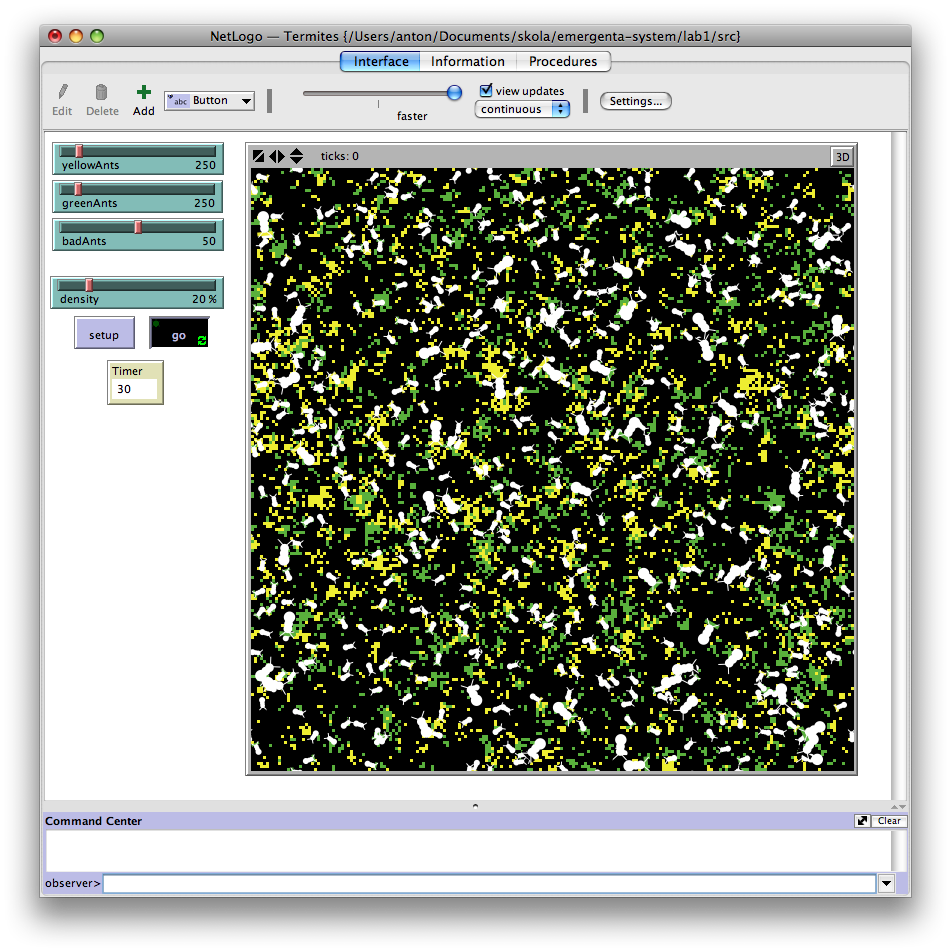 NetLogo — Termites {/Users/anton/Documents/skola/emergenta-system/lab1/src}
Interface Information Procedures
Edit Delete Add abc Button faster view updates continuous Settings...
ticks: 0 3D
yellowAnts 250
greenAnts 250
badAnts 50
density 20 %
setup go
Timer
30
Command Center Clear
observer>